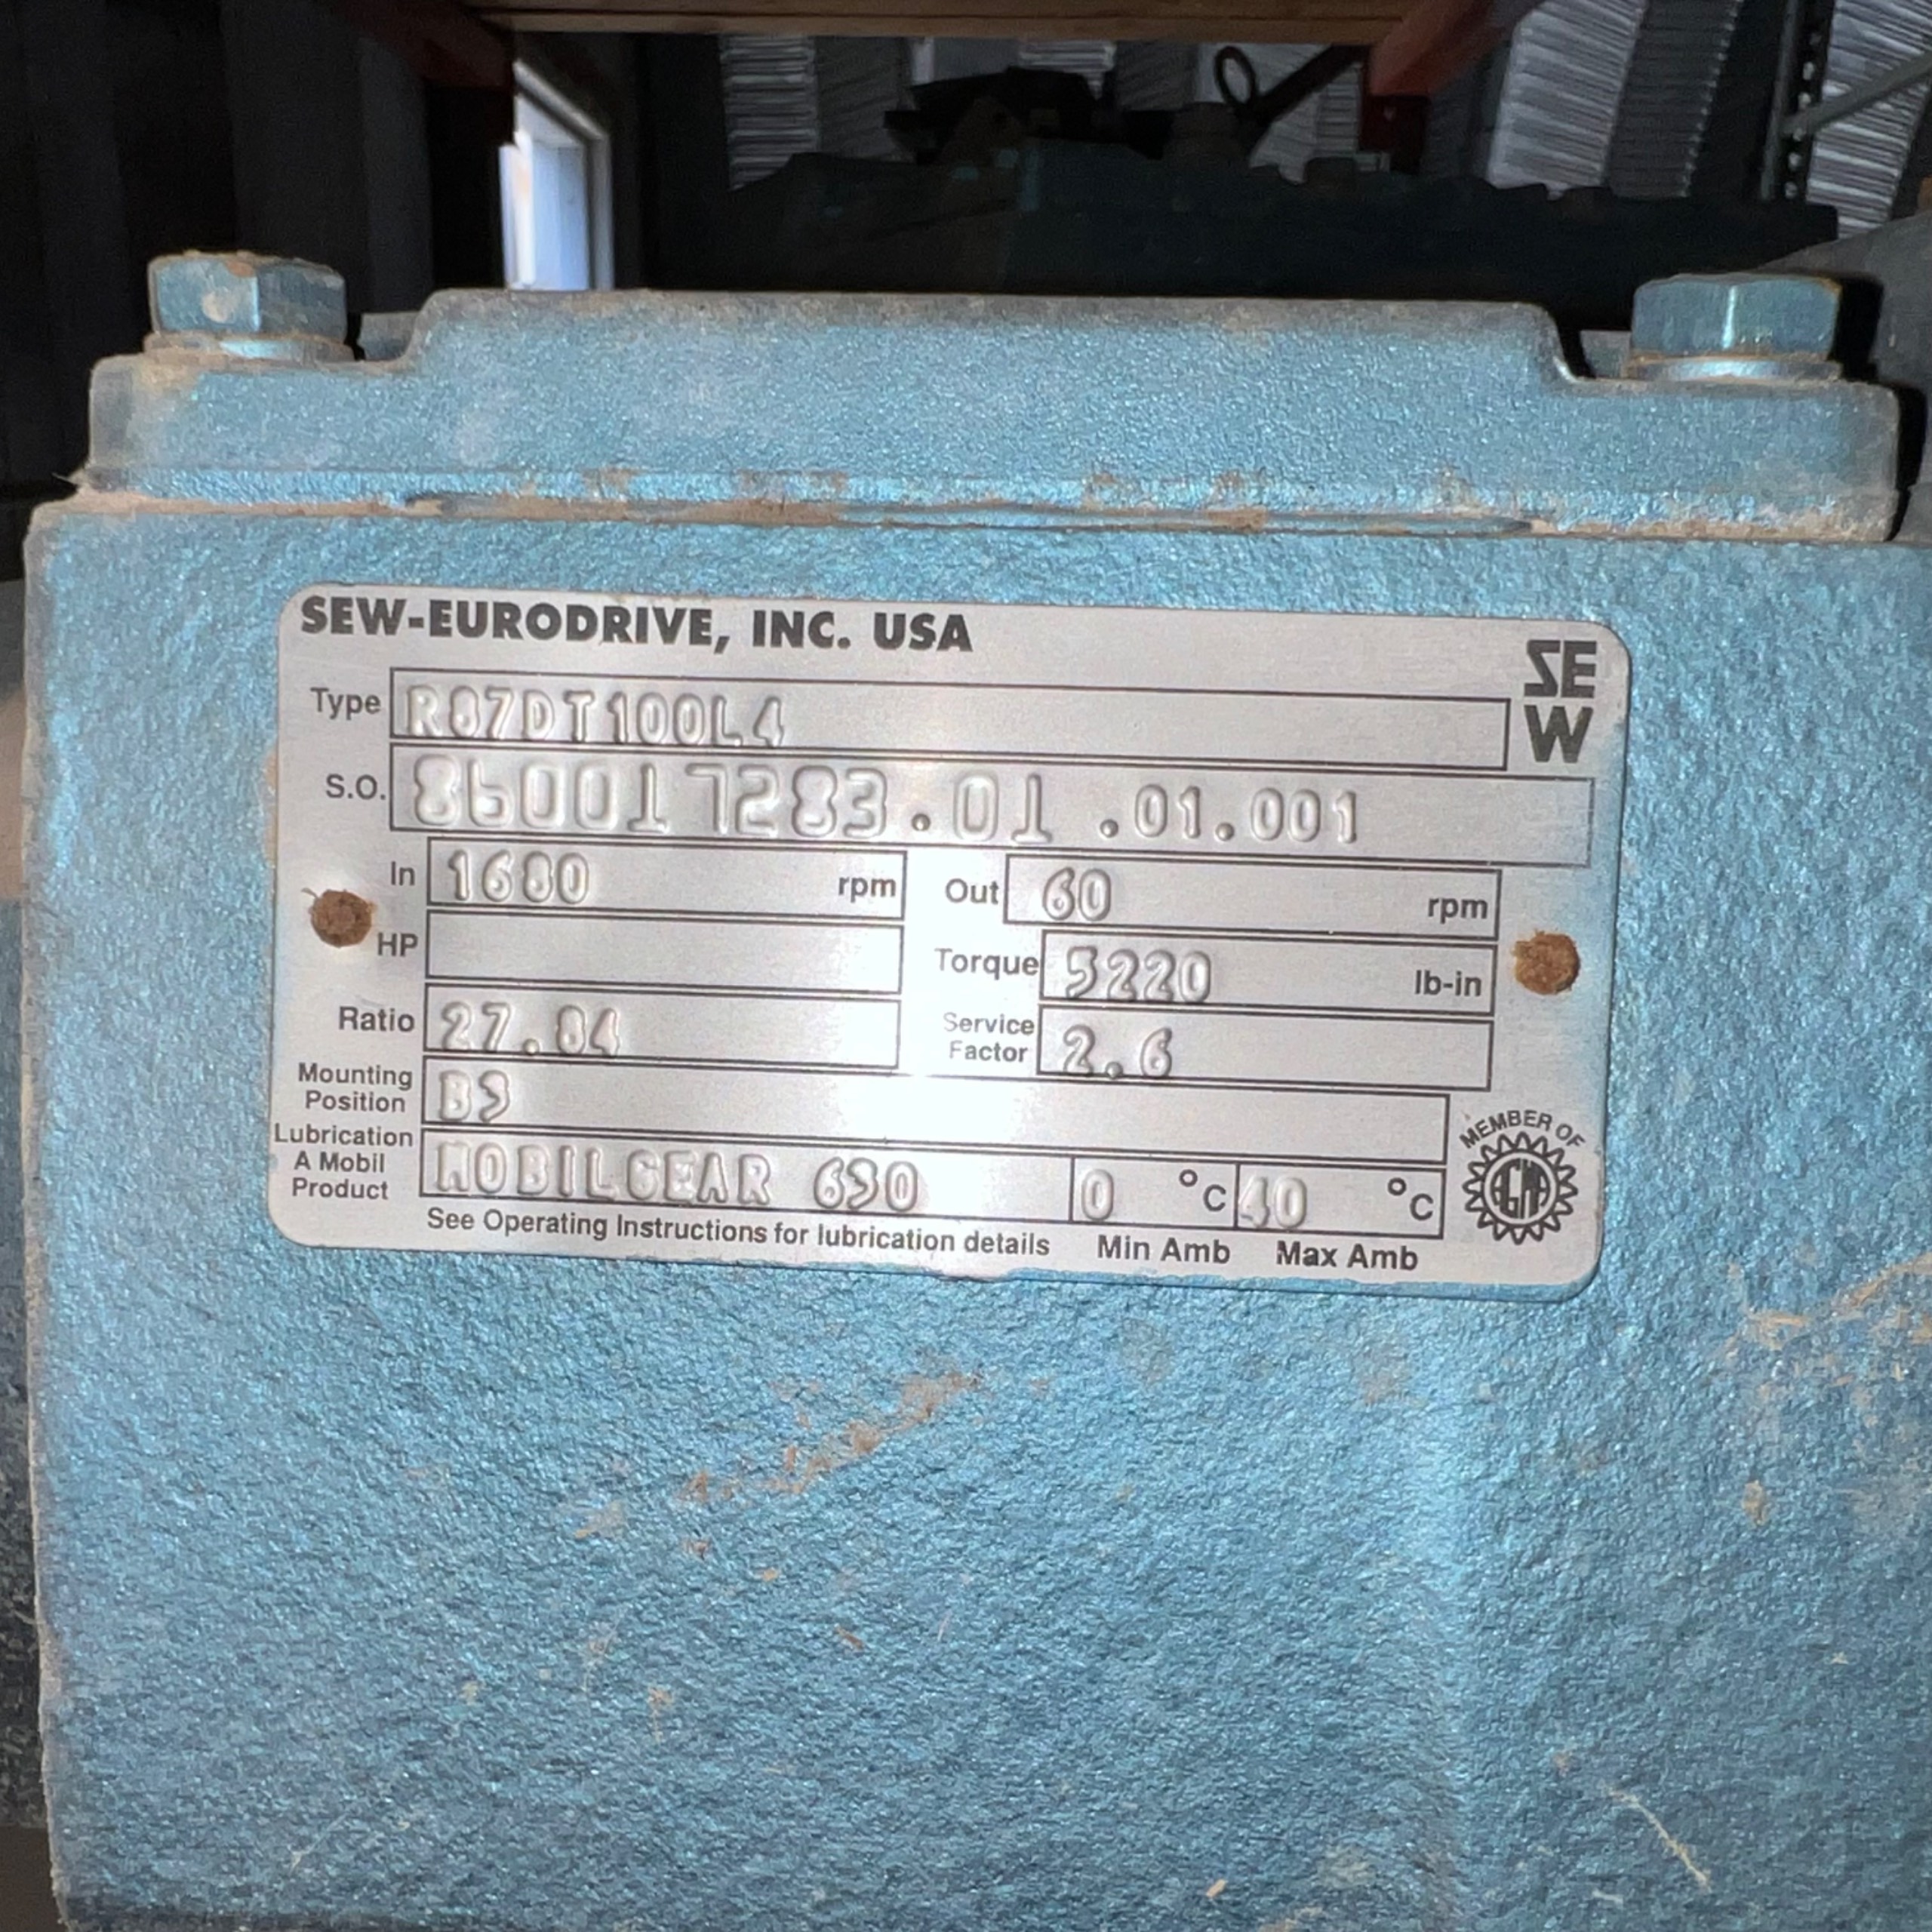 SEW-EURODRIVE, INC. USA
SE
W
Type R87DT100L4
S.O. 860017283.01.01.001
In 1680 rpm Out 60 rpm
HP
Torque 5220 lb-in
Ratio 27.84
Service
Factor 2.6
Mounting
Position B3
Lubrication
A Mobil
Product
MOBILGEAR 630 0 °C 40 °C
See Operating Instructions for lubrication details Min Amb Max Amb
MEMBER OF
AGMA